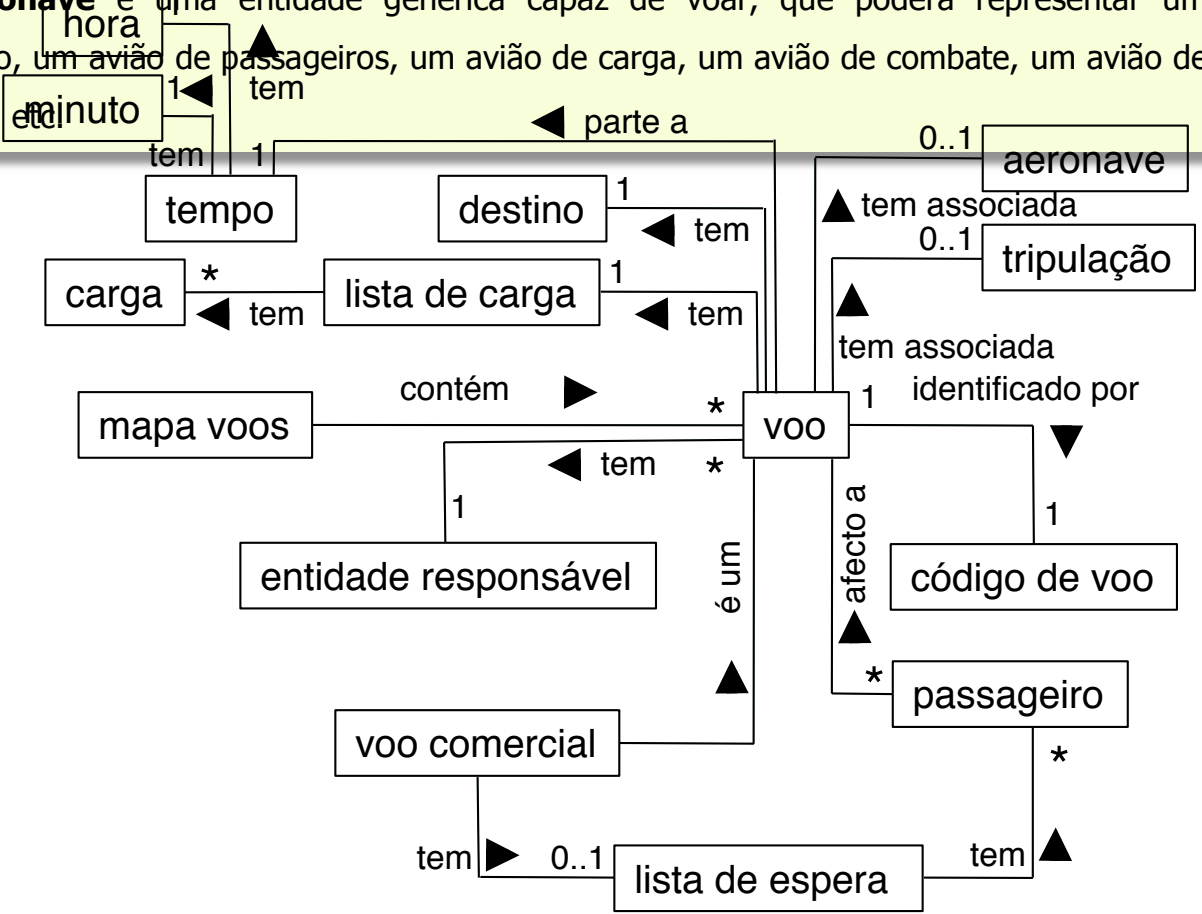 onave é uma entidade genérica capaz de voar, que poderá representar um
hora
o, um avião de passageiros, um avião de carga, um avião de combate, um avião de
1
tem
minuto
etc.
parte a
0..1
aeronave
tem
1
tempo
destino
1
tem
tem associada
0..1
tripulação
carga
*
tem
lista de carga
1
tem
tem associada
contém
*
1
identificado por
mapa voos
voo
tem
*
1
1
entidade responsável
é um
afecto a
código de voo
*
passageiro
voo comercial
*
tem
0..1
lista de espera
tem